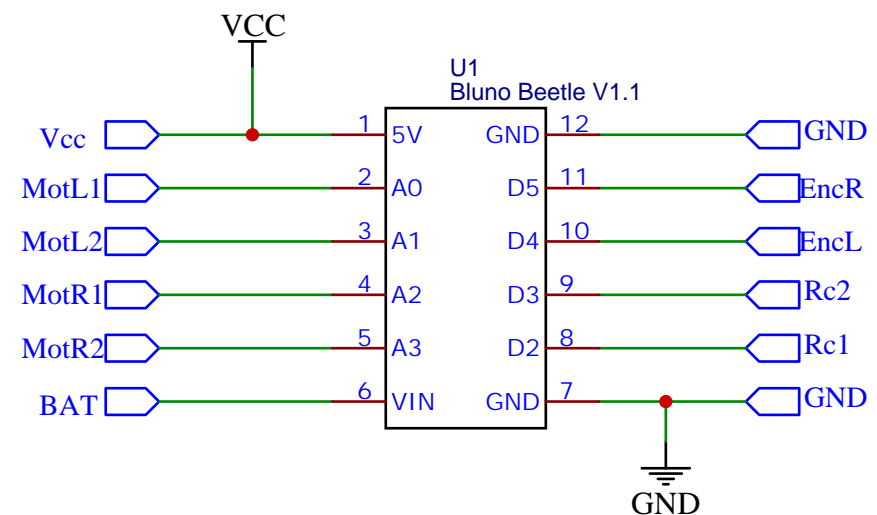 VCC
U1
Bluno Beetle V1.1
Vcc 1 5V GND 12 GND
MotL1 2 A0 D5 11 EncR
MotL2 3 A1 D4 10 EncL
MotR1 4 A2 D3 9 Rc2
MotR2 5 A3 D2 8 Rc1
BAT 6 VIN GND 7 GND
GND